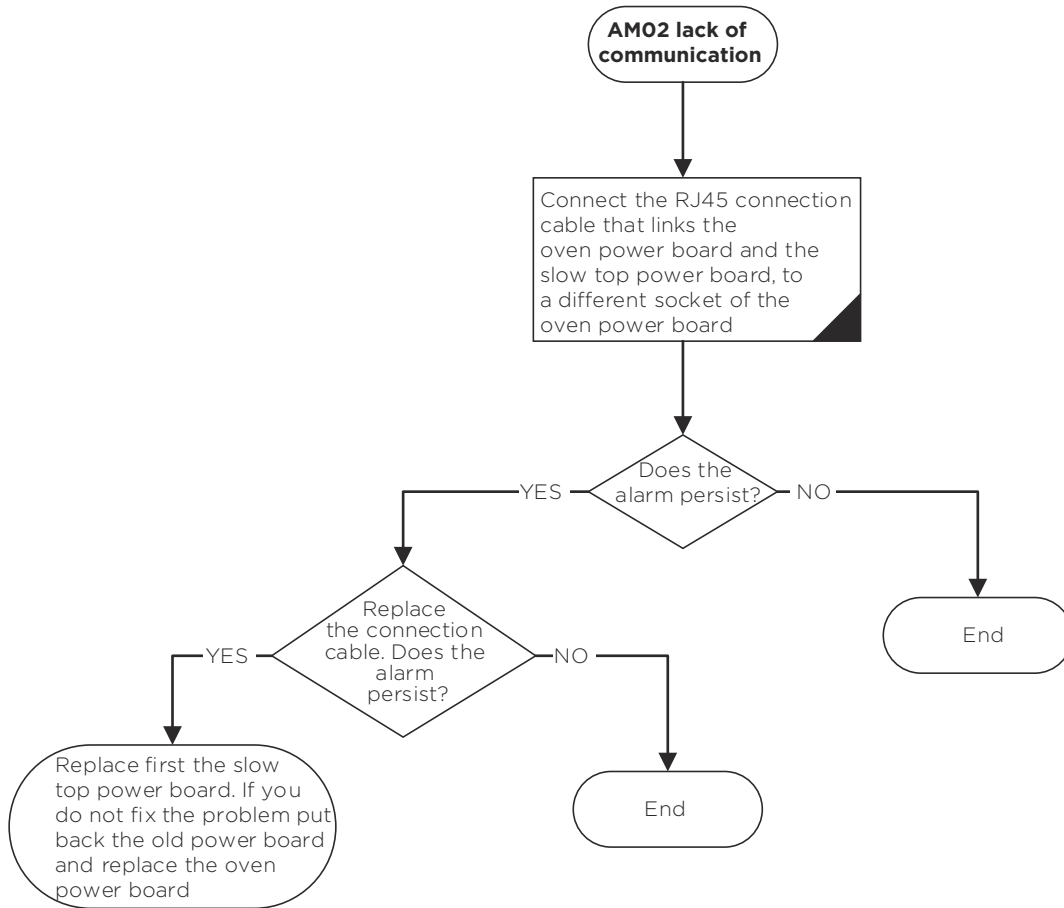 AM02 lack of
communication
Connect the RJ45 connection
cable that links the
oven power board and the
slow top power board, to
a different socket of the
oven power board
Does the
alarm persist?
YES
NO
Replace
the connection
cable. Does the
alarm
persist?
End
YES
NO
Replace first the slow
top power board. If you
do not fix the problem put
back the old power board
and replace the oven
power board
End